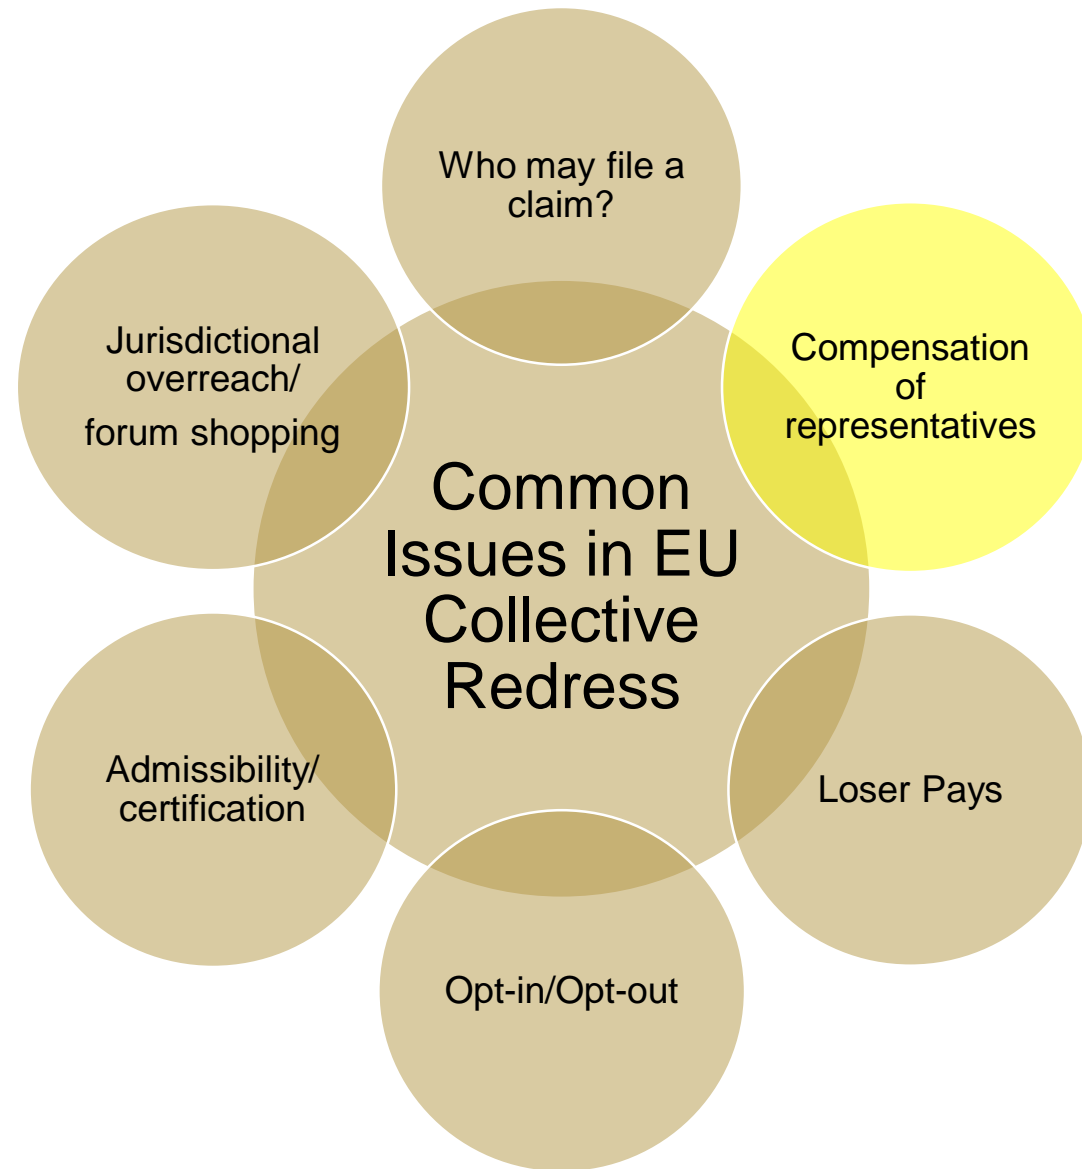 Who may file a
claim?
Jurisdictional
overreach/
forum shopping
Compensation
of
representatives
Common
Issues in EU
Collective
Redress
Admissibility/
certification
Loser Pays
Opt-in/Opt-out